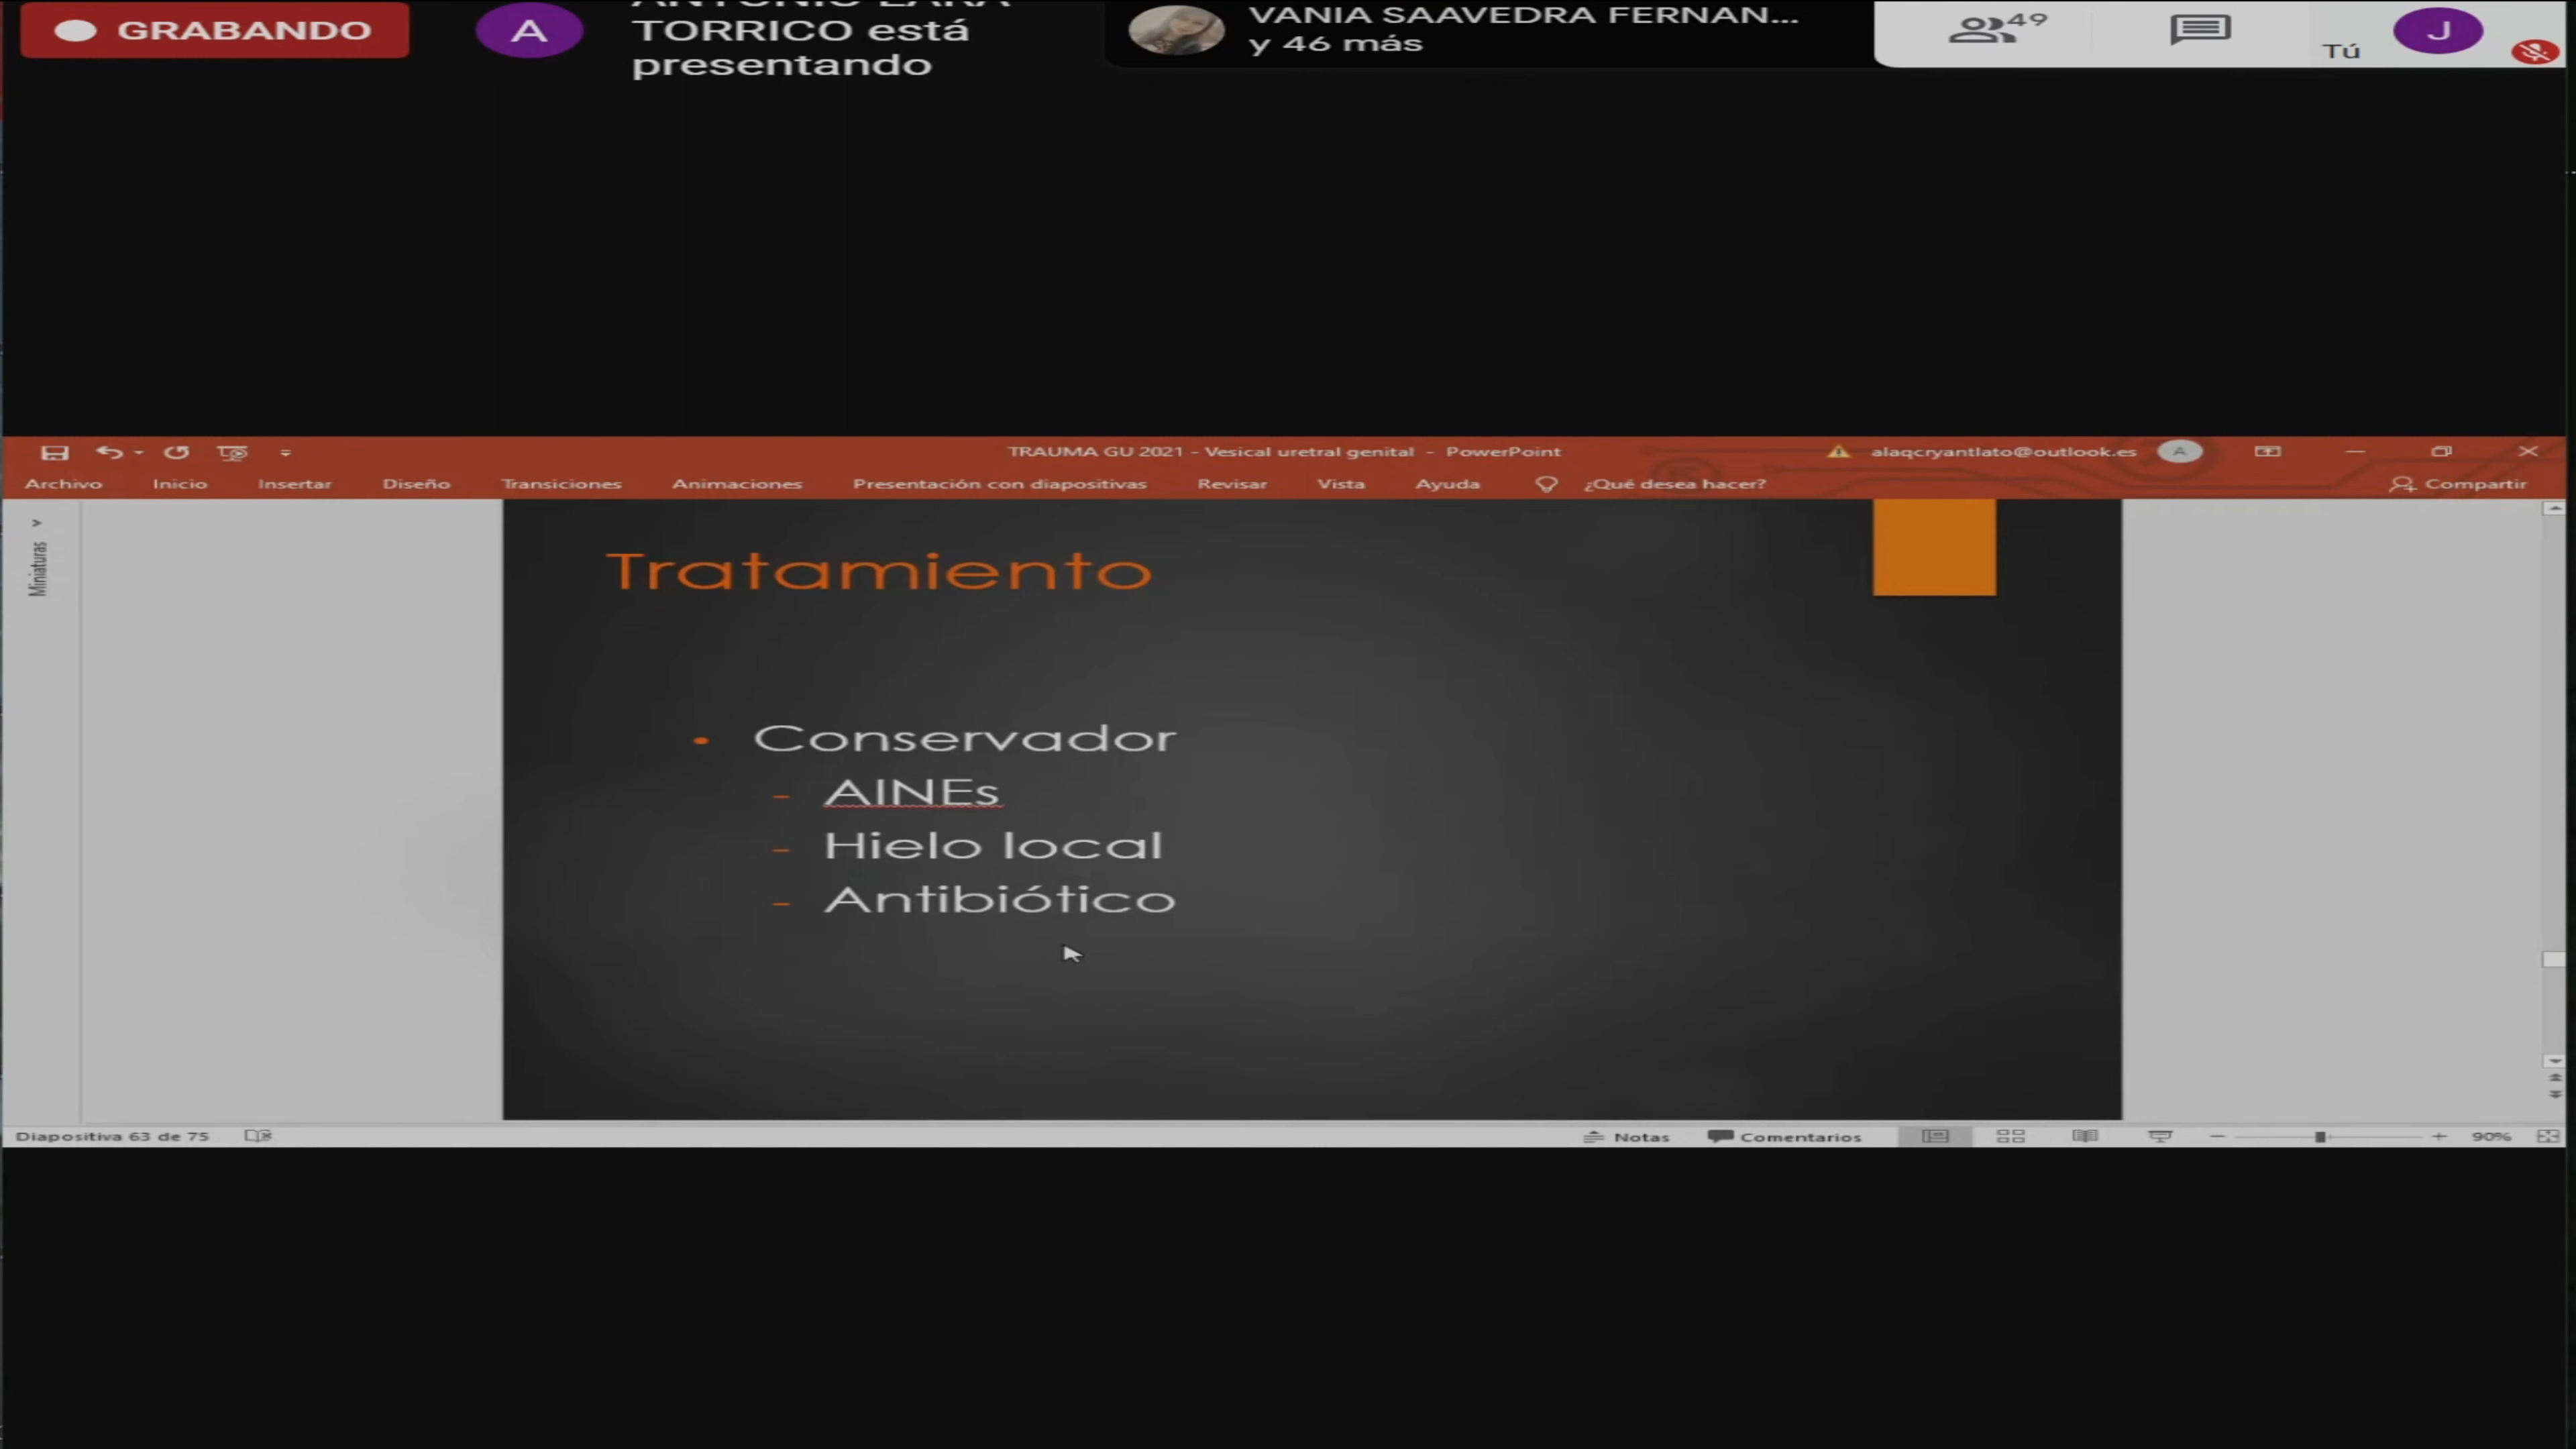 GRABANDO
A
ANTONIO LARA
TORRICO está
presentando
VANIA SAAVEDRA FERNAN...
y 46 más
49
Tú
J
TRAUMA GU 2021 - Vesical uretral genital - PowerPoint
alaqcryantlato@outlook.es
A
Archivo Inicio Insertar Diseño Transiciones Animaciones Presentación con diapositivas Revisar Vista Ayuda ¿Qué desea hacer? Compartir
Miniaturas
Tratamiento
• Conservador
– AINEs
– Hielo local
– Antibiótico
Diapositiva 63 de 75
Notas Comentarios 90%